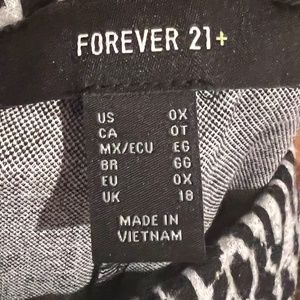 FOREVER 21+
US 0X
CA 0T
MX/ECU EG
BR GG
EU 0X
UK 18
MADE IN
VIETNAM